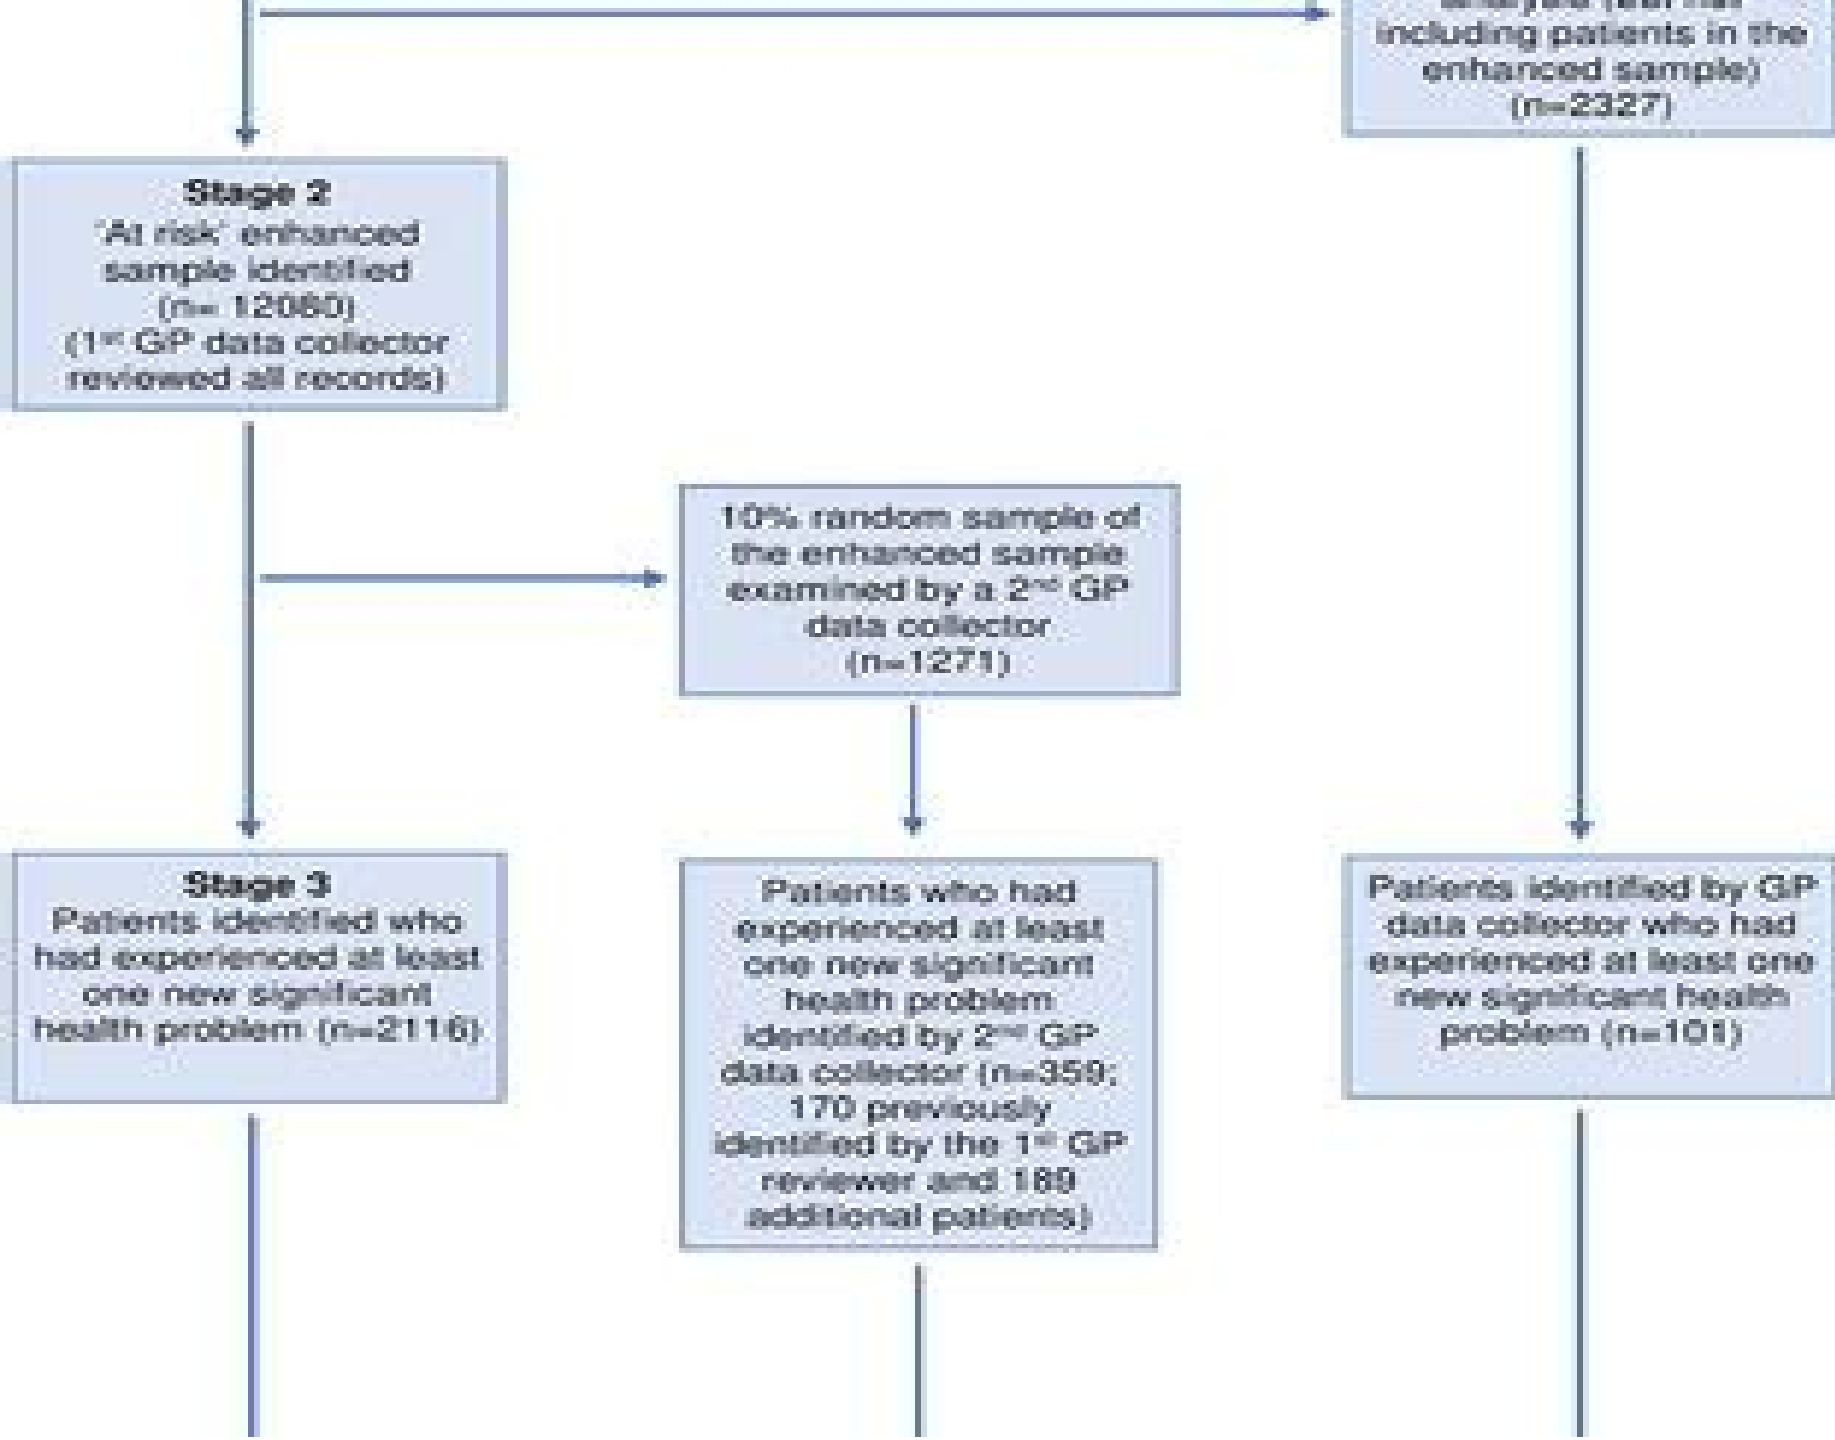 including patients in the
enhanced sample)
(n=2327)
Stage 2
'At risk' enhanced
sample identified
(n= 12080)
(1st GP data collector
reviewed all records)
10% random sample of
the enhanced sample
examined by a 2nd GP
data collector
(n=1271)
Stage 3
Patients identified who
had experienced at least
one new significant
health problem (n=2116)
Patients who had
experienced at least
one new significant
health problem
identified by 2nd GP
data collector (n=359;
170 previously
identified by the 1st GP
reviewer and 189
additional patients)
Patients identified by GP
data collector who had
experienced at least one
new significant health
problem (n=101)